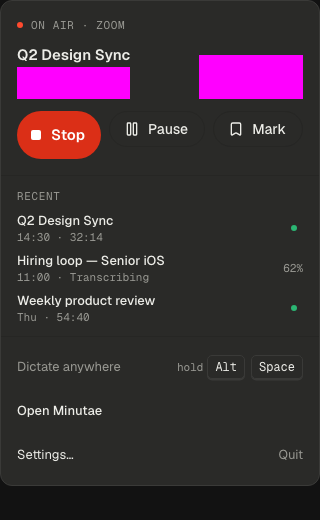 ON AIR · ZOOM
Q2 Design Sync
Stop
Pause
Mark
RECENT
Q2 Design Sync
14:30 · 32:14
Hiring loop — Senior iOS
11:00 · Transcribing
62%
Weekly product review
Thu · 54:40
Dictate anywhere
hold Alt Space
Open Minutae
Settings…
Quit